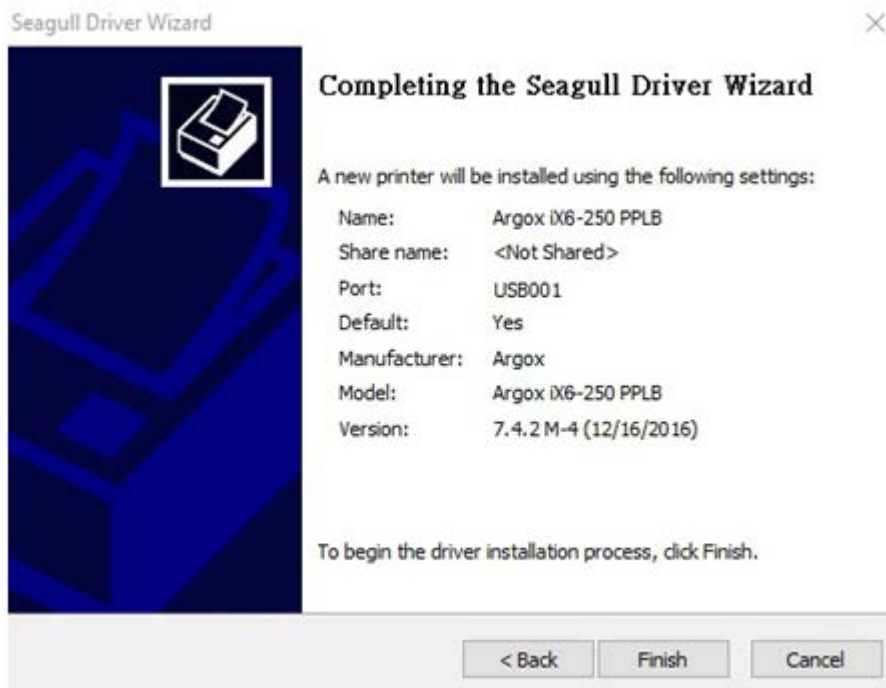 Seagull Driver Wizard
Completing the Seagull Driver Wizard
A new printer will be installed using the following settings:
Name: Argox iX6-250 PPLB
Share name: <Not Shared>
Port: USB001
Default: Yes
Manufacturer: Argox
Model: Argox iX6-250 PPLB
Version: 7.4.2 M-4 (12/16/2016)
To begin the driver installation process, click Finish.
< Back Finish Cancel